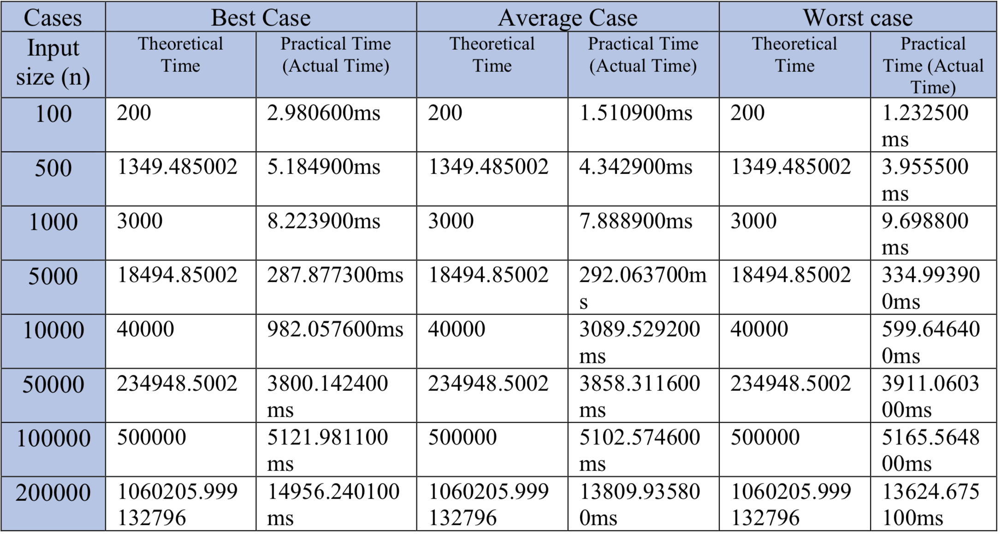 Cases Best Case Average Case Worst case
Input Theoretical Practical Time Theoretical Practical Time Theoretical Practical
size (n) Time (Actual Time) Time (Actual Time) Time Time (Actual
Time)
100 200 2.980600ms 200 1.510900ms 200 1.232500
ms
500 1349.485002 5.184900ms 1349.485002 4.342900ms 1349.485002 3.955500
ms
1000 3000 8.223900ms 3000 7.888900ms 3000 9.698800
ms
5000 18494.85002 287.877300ms 18494.85002 292.063700m 18494.85002 334.99390
s 0ms
10000 40000 982.057600ms 40000 3089.529200 40000 599.64640
ms 0ms
50000 234948.5002 3800.142400 234948.5002 3858.311600 234948.5002 3911.0603
ms ms 00ms
100000 500000 5121.981100 500000 5102.574600 500000 5165.5648
ms ms 00ms
200000 1060205.999 14956.240100 1060205.999 13809.93580 1060205.999 13624.675
132796 ms 132796 0ms 132796 100ms